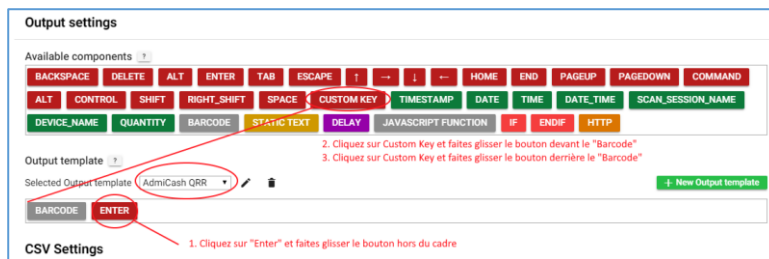 Output settings
Available components ?
BACKSPACE DELETE ALT ENTER TAB ESCAPE ↑ → ↓ ← HOME END PAGEUP PAGEDOWN COMMAND
ALT CONTROL SHIFT RIGHT_SHIFT SPACE CUSTOM KEY TIMESTAMP DATE TIME DATE_TIME SCAN_SESSION_NAME
DEVICE_NAME QUANTITY BARCODE STATIC TEXT DELAY JAVASCRIPT FUNCTION IF ENDIF HTTP
2. Cliquez sur Custom Key et faites glisser le bouton devant le "Barcode"
3. Cliquez sur Custom Key et faites glisser le bouton derrière le "Barcode"
Output template ?
Selected Output template AdmiCash QRR + New Output template
BARCODE ENTER
1. Cliquez sur "Enter" et faites glisser le bouton hors du cadre
CSV Settings